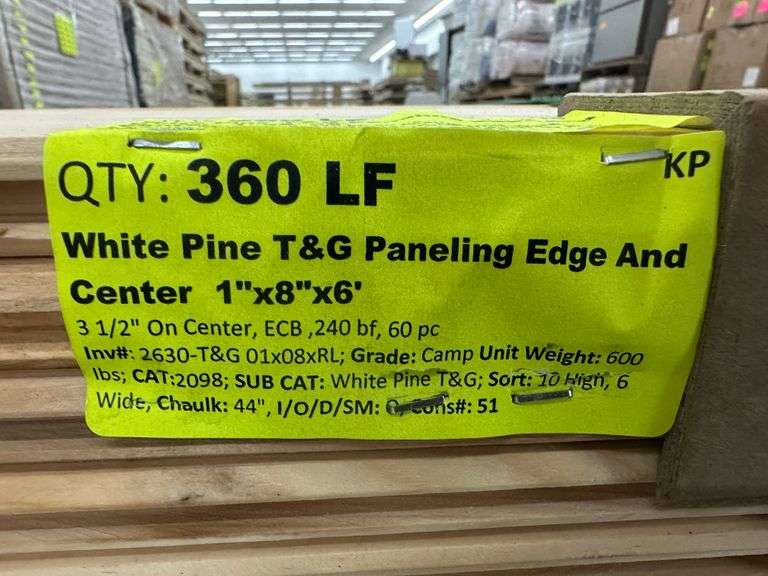 QTY: 360 LF
KP
White Pine T&G Paneling Edge And
Center 1"x8"x6'
3 1/2" On Center, ECB ,240 bf, 60 pc
Inv#: 2630-T&G 01x08xRL; Grade: Camp Unit Weight: 600
lbs; CAT:2098; SUB CAT: White Pine T&G; Sort: 10 High, 6
Wide, Chaulk: 44", I/O/D/SM: Cons#: 51